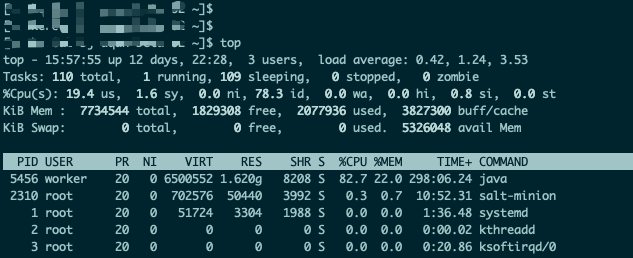 ~]$
~]$
~]$ top
top - 15:57:55 up 12 days, 22:28,  3 users,  load average: 0.42, 1.24, 3.53
Tasks: 110 total,   1 running, 109 sleeping,   0 stopped,   0 zombie
%Cpu(s): 19.4 us,  1.6 sy,  0.0 ni, 78.3 id,  0.0 wa,  0.0 hi,  0.8 si,  0.0 st
KiB Mem :  7734544 total,  1829308 free,  2077936 used,  3827300 buff/cache
KiB Swap:        0 total,        0 free,        0 used.  5326048 avail Mem
PID USER      PR  NI    VIRT    RES    SHR S  %CPU %MEM     TIME+ COMMAND
5456 worker    20   0 6500552 1.620g   8208 S  82.7 22.0 298:06.24 java
2310 root      20   0  702576  50440   3992 S   0.3  0.7  10:52.31 salt-minion
1 root      20   0   51724   3304   1988 S   0.0  0.0   1:36.48 systemd
2 root      20   0       0      0      0 S   0.0  0.0   0:00.02 kthreadd
3 root      20   0       0      0      0 S   0.0  0.0   0:20.86 ksoftirqd/0